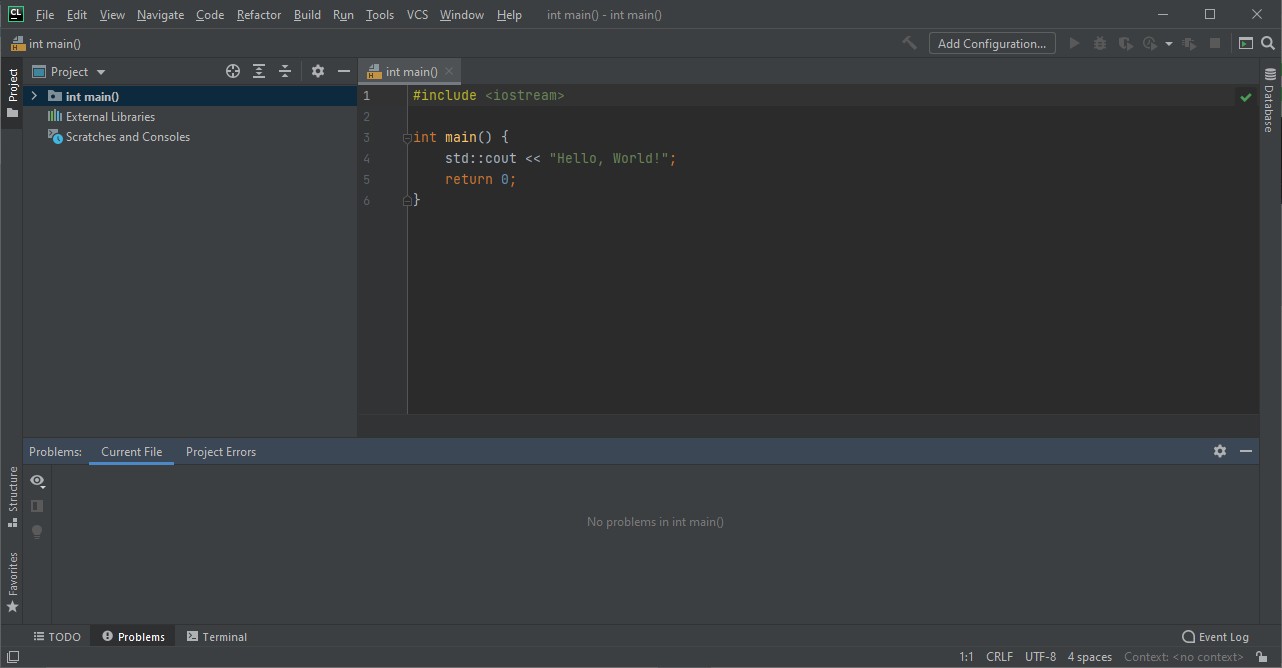 CL File Edit View Navigate Code Refactor Build Run Tools VCS Window Help int main() - int main()
int main() Add Configuration...
Project
Project
int main()
External Libraries
Scratches and Consoles
int main()
1 #include <iostream>
2
3 int main() {
4 std::cout << "Hello, World!";
5 return 0;
6 }
Database
Problems: Current File Project Errors
No problems in int main()
Structure
Favorites
TODO Problems Terminal Event Log
1:1 CRLF UTF-8 4 spaces Context: <no context>